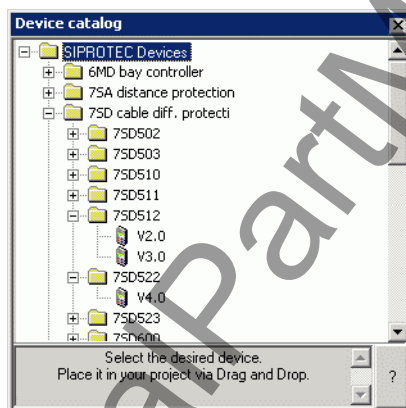 Device catalog
SIPROTEC Devices
6MD bay controller
7SA distance protection
7SD cable diff. protecti
7SD502
7SD503
7SD510
7SD511
7SD512
V2.0
V3.0
7SD522
V4.0
7SD523
7SD600
Select the desired device.
Place it in your project via Drag and Drop.
?